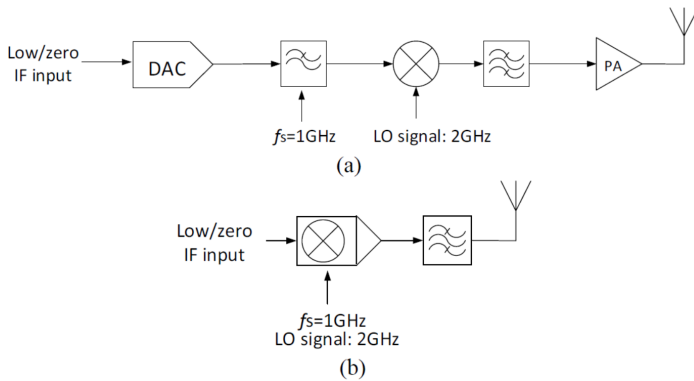 Low/zero
IF input
DAC
PA
fs=1GHz
LO signal: 2GHz
(a)
Low/zero
IF input
fs=1GHz
LO signal: 2GHz
(b)